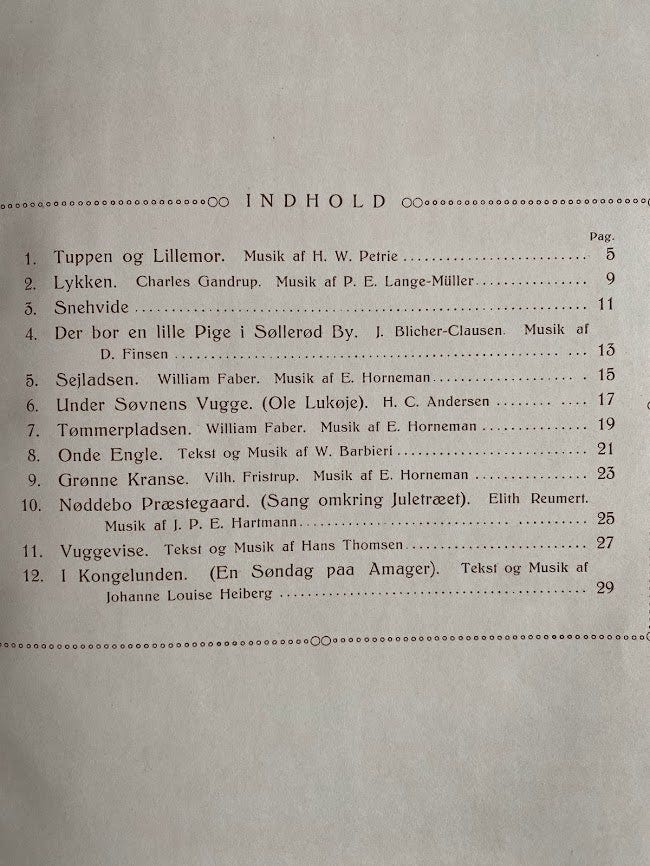 INDHOLD
Pag.
1. Tuppen og Lillemor. Musik af H. W. Petrie ........................... 5
2. Lykken. Charles Gandrup. Musik af P. E. Lange-Müller............... 9
3. Snehvide ................................................................ 11
4. Der bor en lille Pige i Søllerød By. J. Blicher-Clausen. Musik af
D. Finsen .................................................... ... 13
5. Sejladsen. William Faber. Musik af E. Horneman.................... . 15
6. Under Søvnens Vugge. (Ole Lukøje). H. C. Andersen ........ .... 17
7. Tømmerpladsen. William Faber. Musik af E. Horneman .............. 19
8. Onde Engle. Tekst og Musik af W. Barbieri........................ 21
9. Grønne Kranse. Vilh. Fristrup. Musik af E. Horneman .............. 23
10. Nøddebo Præstegaard. (Sang omkring Juletræet). Elith Reumert.
Musik af J. P. E. Hartmann............................ .. .......... 25
11. Vuggevise. Tekst og Musik af Hans Thomsen....................... 27
12. I Kongelunden. (En Søndag paa Amager). Tekst og Musik af
Johanne Louise Heiberg ....................................... 29